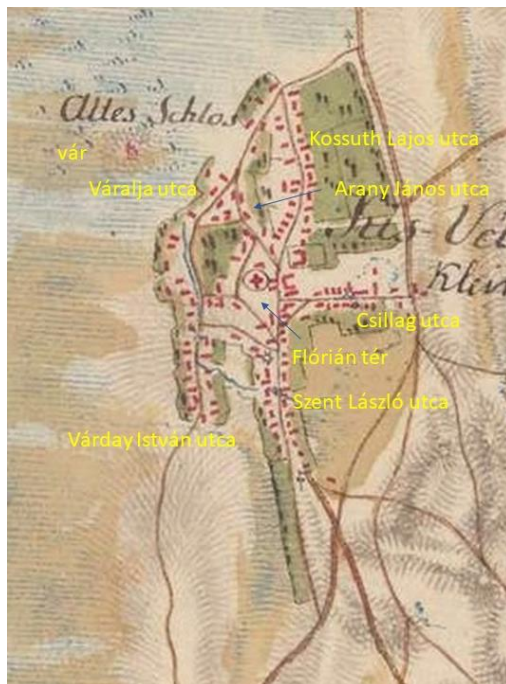 Altes Schlos
vár
Kossuth Lajos utca
Váralja utca
Arany János utca
Kis-
Klein
Csillag utca
Flórián tér
Szent László utca
Várday István utca